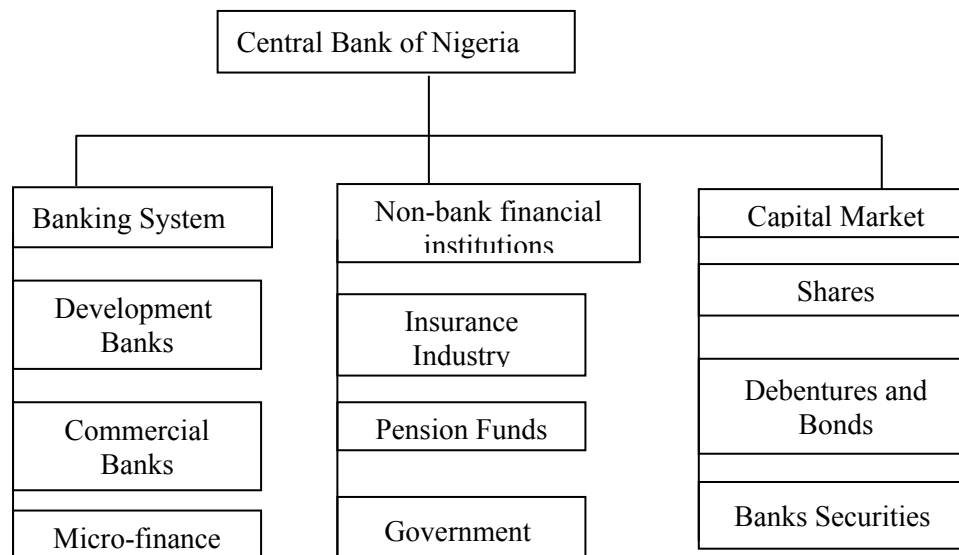 Central Bank of Nigeria
Banking System
Development
Banks
Commercial
Banks
Micro-finance
Non-bank financial
institutions
Insurance
Industry
Pension Funds
Government
Capital Market
Shares
Debentures and
Bonds
Banks Securities